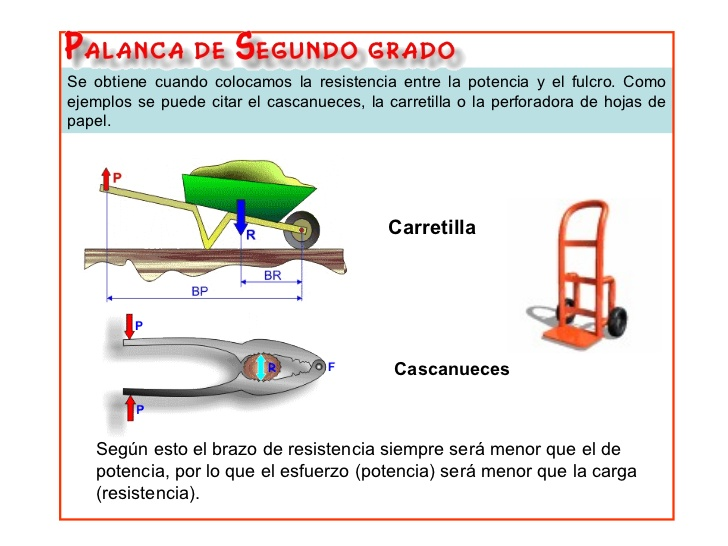 PALANCA DE SEGUNDO GRADO
Se obtiene cuando colocamos la resistencia entre la potencia y el fulcro. Como
ejemplos se puede citar el cascanueces, la carretilla o la perforadora de hojas de
papel.
P
R
BR
BP
Carretilla
P
R
F
P
Cascanueces
Según esto el brazo de resistencia siempre será menor que el de
potencia, por lo que el esfuerzo (potencia) será menor que la carga
(resistencia).